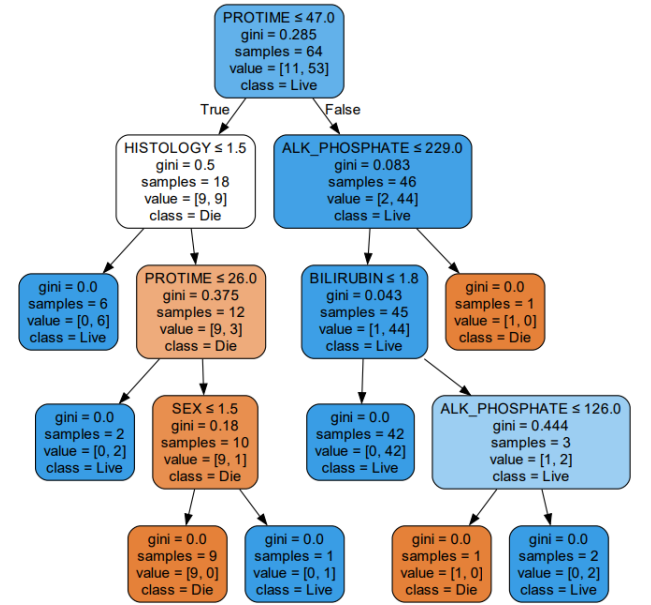 PROTIME ≤ 47.0
gini = 0.285
samples = 64
value = [11, 53]
class = Live
True
False
HISTOLOGY ≤ 1.5
gini = 0.5
samples = 18
value = [9, 9]
class = Die
ALK_PHOSPHATE ≤ 229.0
gini = 0.083
samples = 46
value = [2, 44]
class = Live
gini = 0.0
samples = 6
value = [0, 6]
class = Live
PROTIME ≤ 26.0
gini = 0.375
samples = 12
value = [9, 3]
class = Die
BILIRUBIN ≤ 1.8
gini = 0.043
samples = 45
value = [1, 44]
class = Live
gini = 0.0
samples = 1
value = [1, 0]
class = Die
gini = 0.0
samples = 2
value = [0, 2]
class = Live
SEX ≤ 1.5
gini = 0.18
samples = 10
value = [9, 1]
class = Die
gini = 0.0
samples = 42
value = [0, 42]
class = Live
ALK_PHOSPHATE ≤ 126.0
gini = 0.444
samples = 3
value = [1, 2]
class = Live
gini = 0.0
samples = 9
value = [9, 0]
class = Die
gini = 0.0
samples = 1
value = [0, 1]
class = Live
gini = 0.0
samples = 1
value = [1, 0]
class = Die
gini = 0.0
samples = 2
value = [0, 2]
class = Live